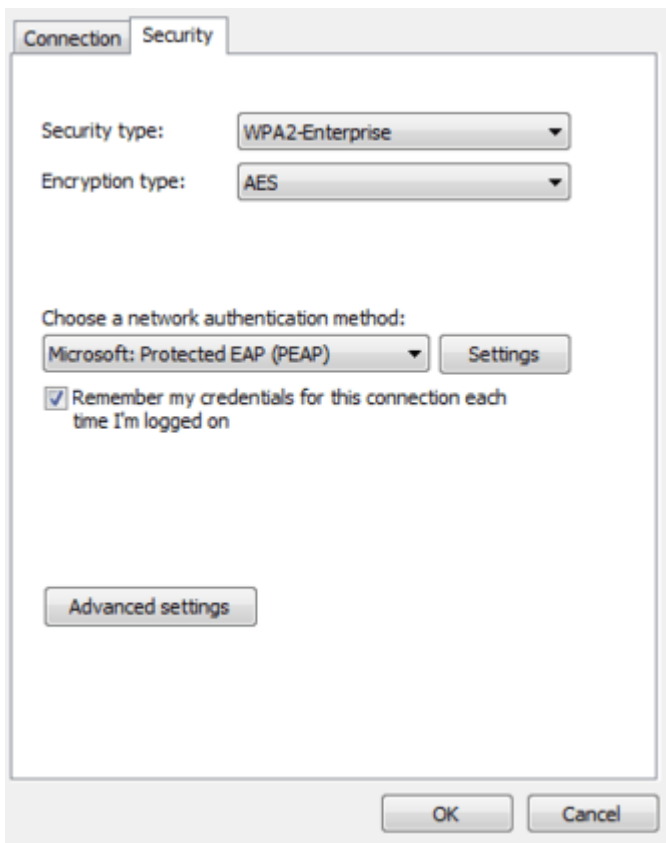 Connection Security
Security type: WPA2-Enterprise
Encryption type: AES
Choose a network authentication method:
Microsoft: Protected EAP (PEAP) Settings
Remember my credentials for this connection each
time I'm logged on
Advanced settings
OK Cancel